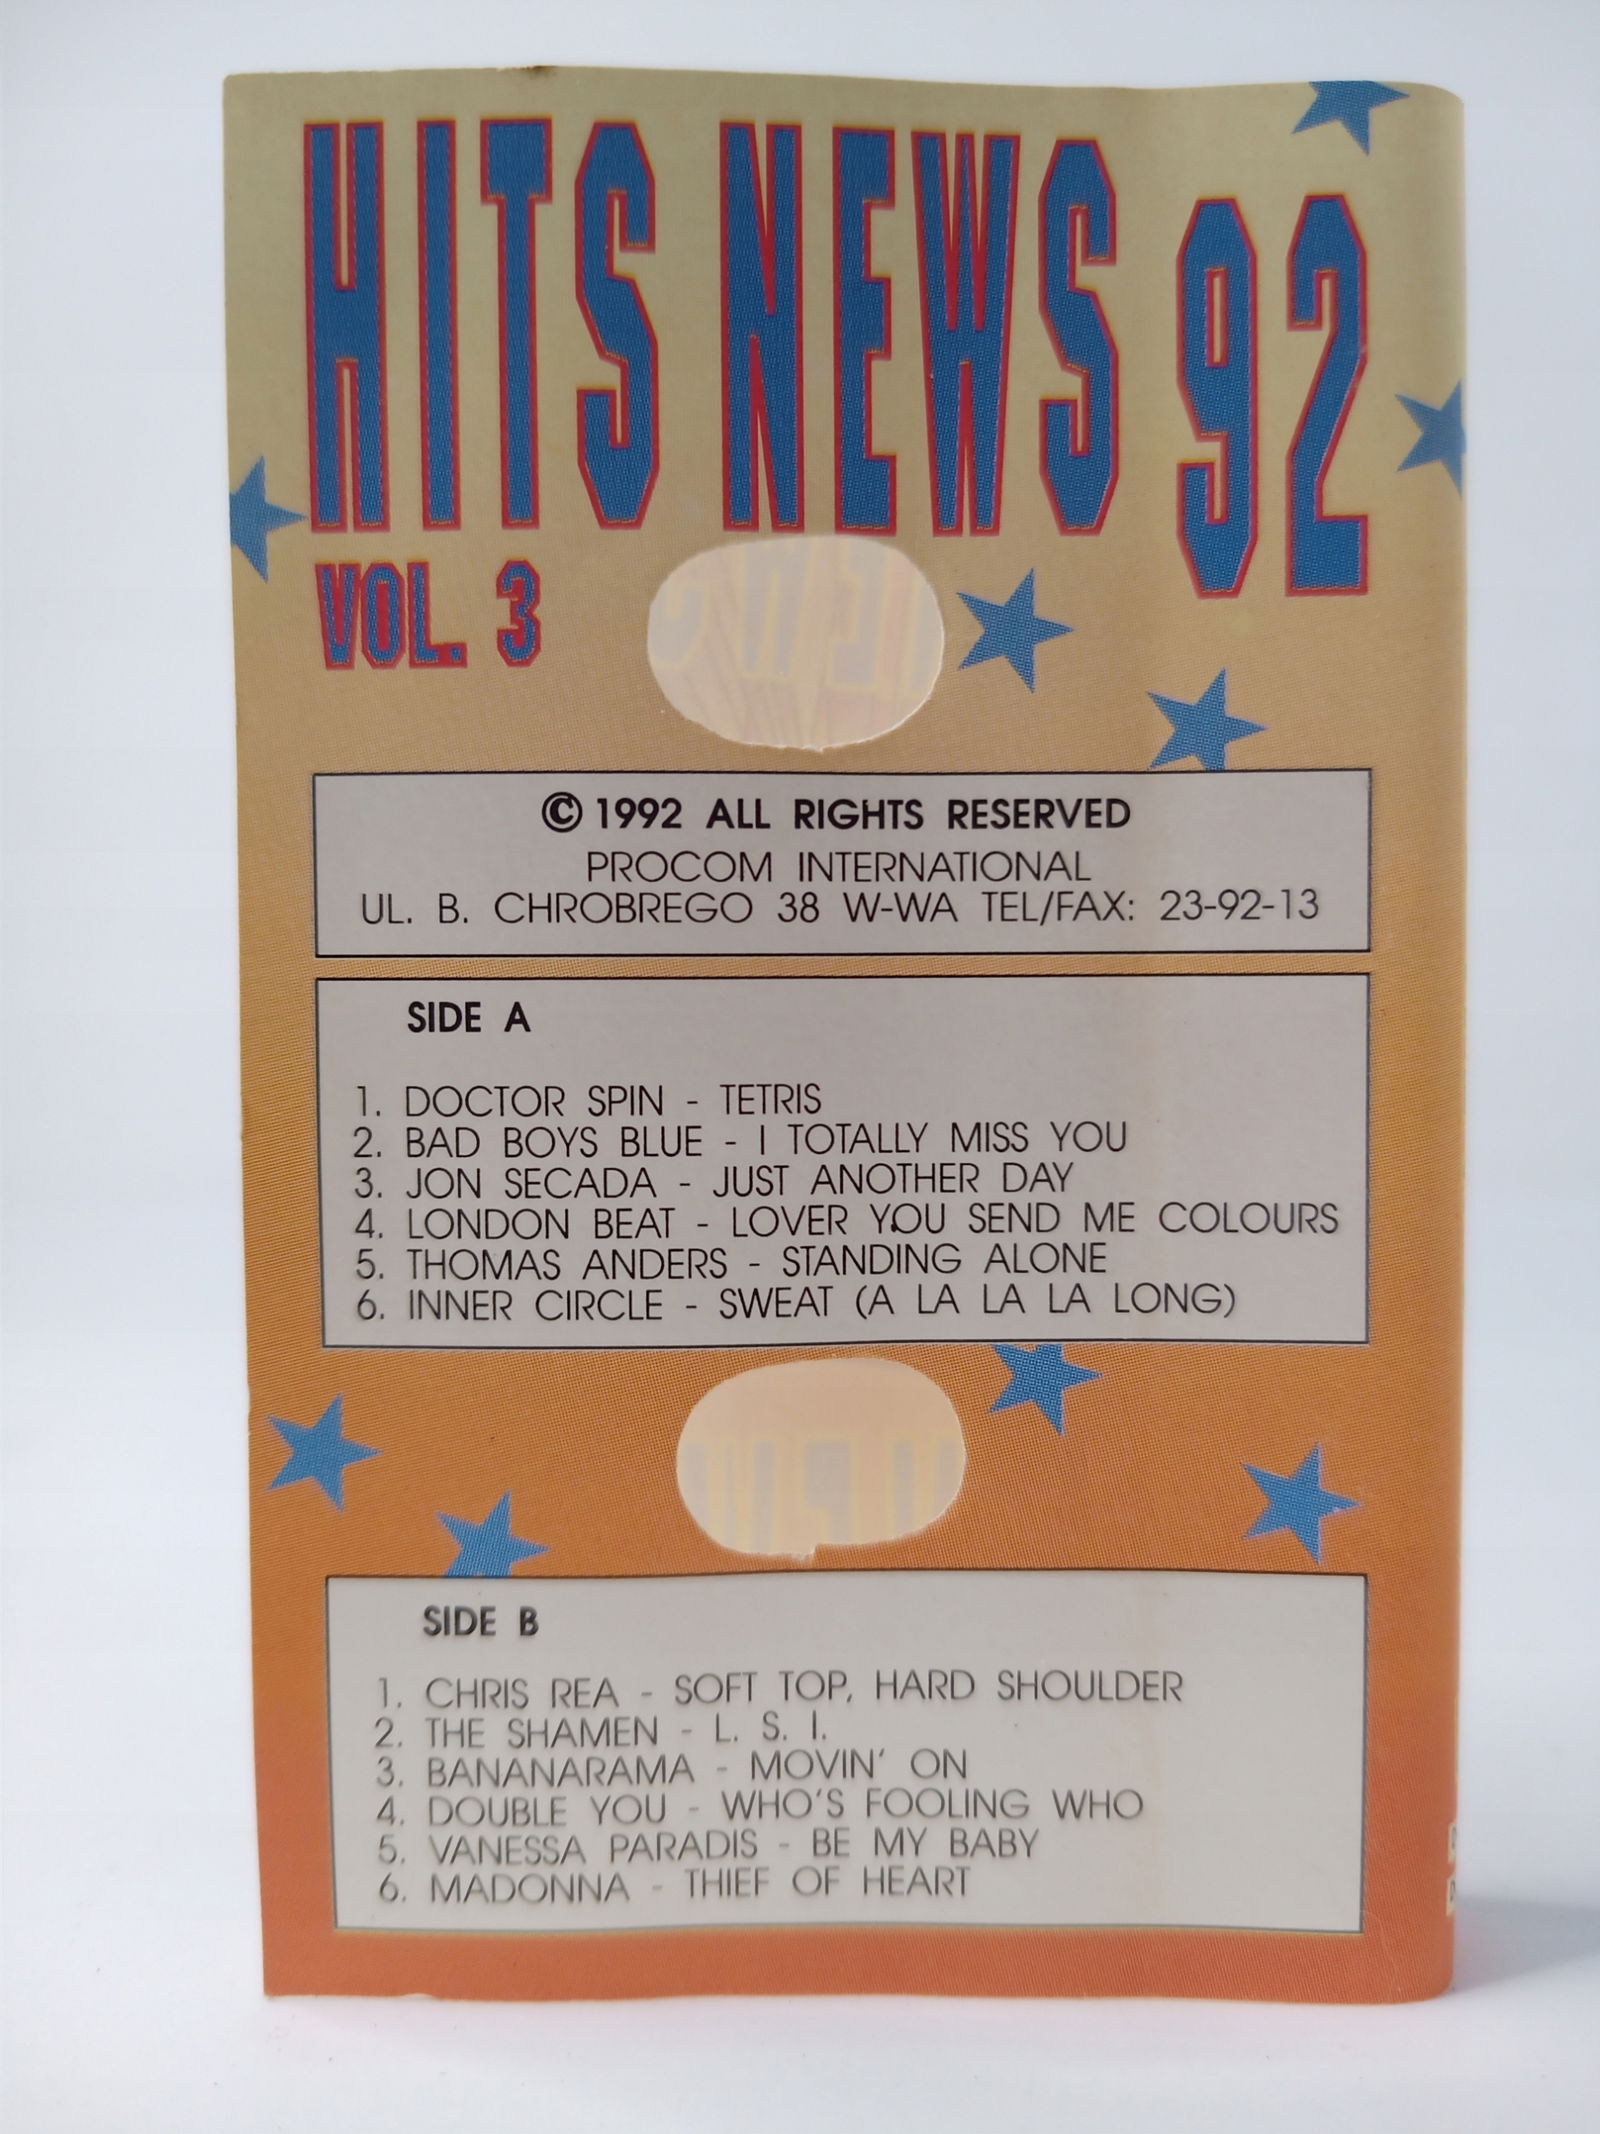 HITS NEWS 92
VOL. 3
© 1992 ALL RIGHTS RESERVED
PROCOM INTERNATIONAL
UL. B. CHROBREGO 38 W-WA TEL/FAX: 23-92-13
SIDE A
1. DOCTOR SPIN - TETRIS
2. BAD BOYS BLUE - I TOTALLY MISS YOU
3. JON SECADA - JUST ANOTHER DAY
4. LONDON BEAT - LOVER YOU SEND ME COLOURS
5. THOMAS ANDERS - STANDING ALONE
6. INNER CIRCLE - SWEAT (A LA LA LA LONG)
SIDE B
1. CHRIS REA - SOFT TOP, HARD SHOULDER
2. THE SHAMEN - L. S. I.
3. BANANARAMA - MOVIN' ON
4. DOUBLE YOU - WHO'S FOOLING WHO
5. VANESSA PARADIS - BE MY BABY
6. MADONNA - THIEF OF HEART